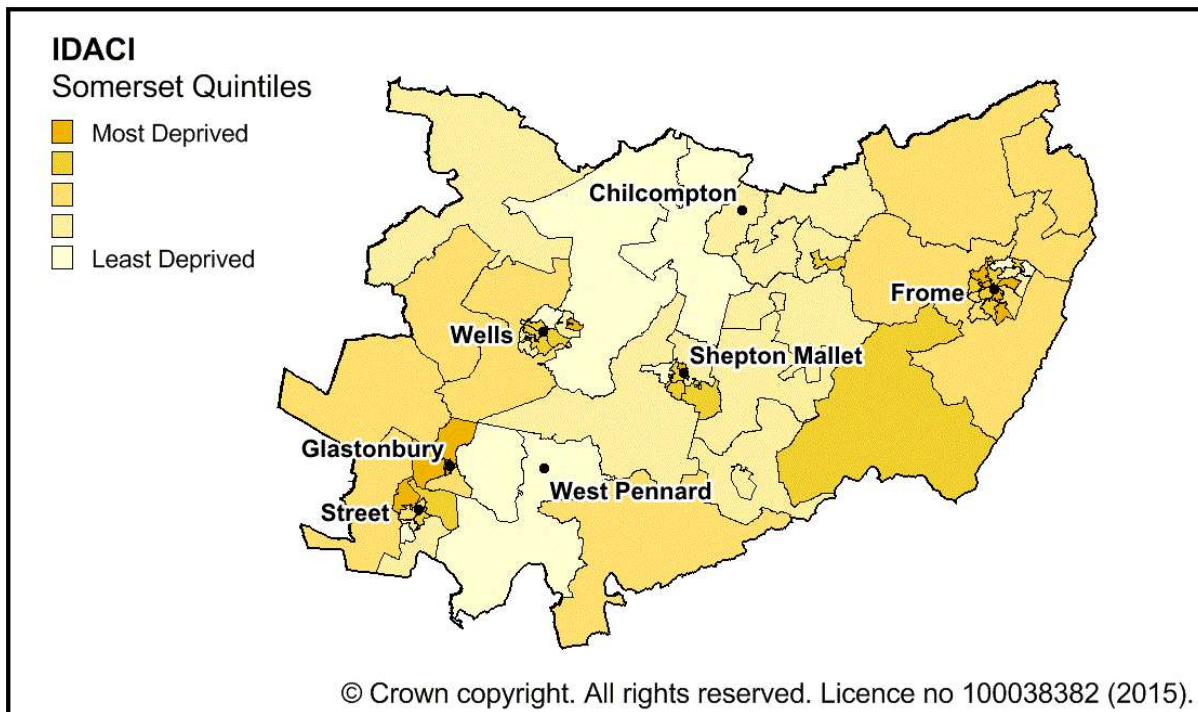 IDACI
Somerset Quintiles
Most Deprived
Least Deprived
Chilcompton
Frome
Wells
Shepton Mallet
Glastonbury
West Pennard
Street
© Crown copyright. All rights reserved. Licence no 100038382 (2015).